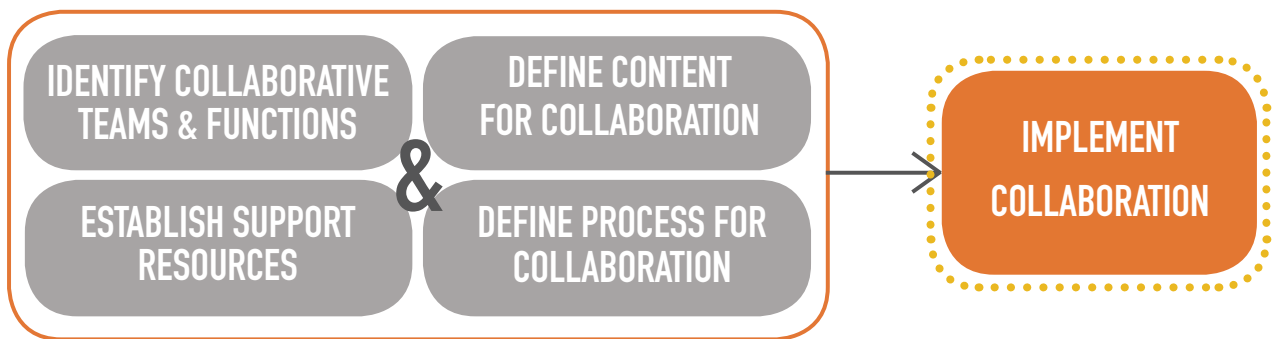 IDENTIFY COLLABORATIVE
TEAMS & FUNCTIONS
DEFINE CONTENT
FOR COLLABORATION
&
ESTABLISH SUPPORT
RESOURCES
DEFINE PROCESS FOR
COLLABORATION
IMPLEMENT
COLLABORATION